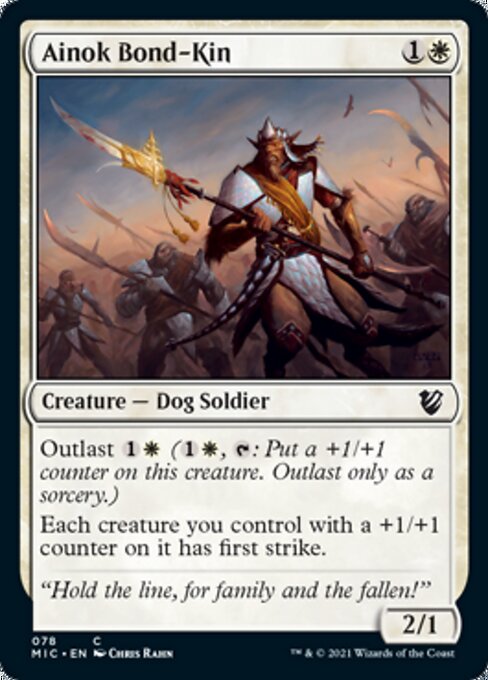 Ainok Bond-Kin 1
Creature — Dog Soldier
Outlast 1 (1, : Put a +1/+1
counter on this creature. Outlast only as a
sorcery.)
Each creature you control with a +1/+1
counter on it has first strike.
“Hold the line, for family and the fallen!”
2/1
078 C
MIC • EN Chris Rahn
™ & © 2021 Wizards of the Coast